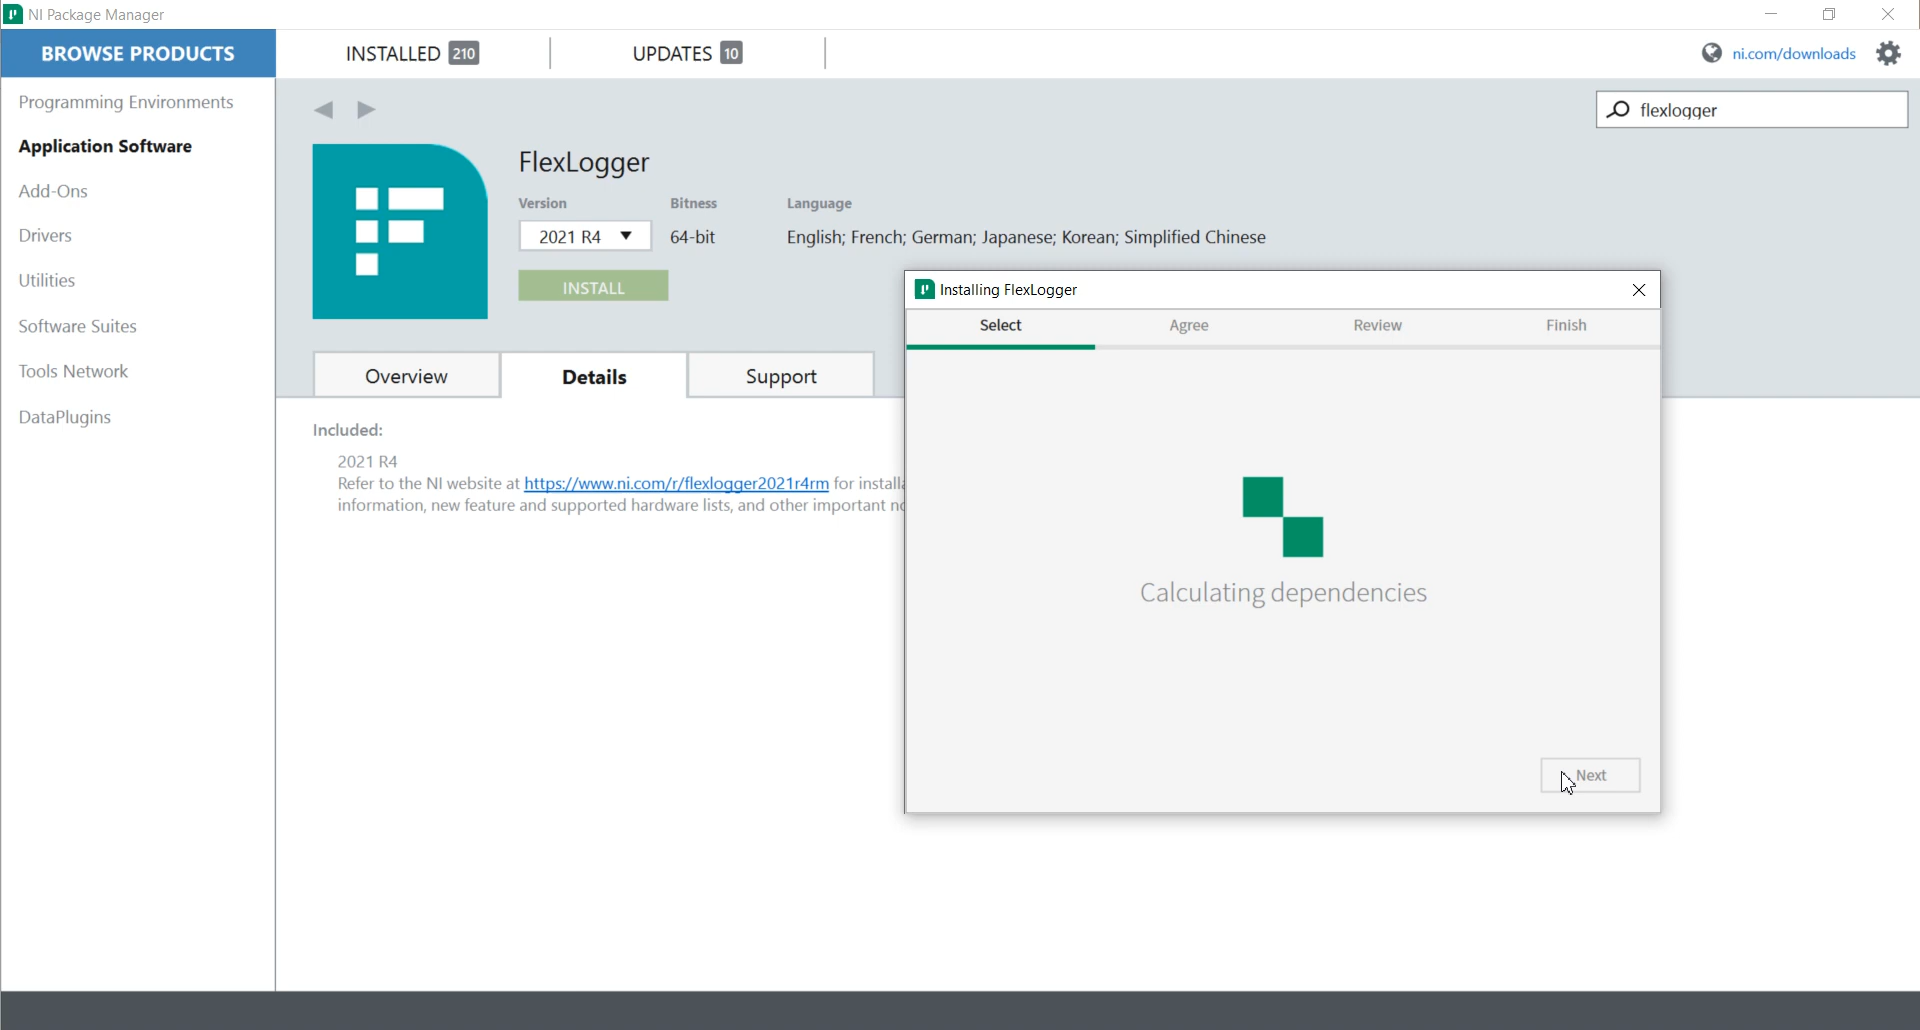 NI Package Manager
BROWSE PRODUCTS
INSTALLED 210
UPDATES 10
ni.com/downloads
Programming Environments
Application Software
Add-Ons
Drivers
Utilities
Software Suites
Tools Network
DataPlugins
flexlogger
FlexLogger
Version
Bitness
Language
2021 R4
64-bit
English; French; German; Japanese; Korean; Simplified Chinese
INSTALL
Overview
Details
Support
Included:
2021 R4
Refer to the NI website at https://www.ni.com/r/flexlogger2021r4rm for
information, new feature and supported hardware lists, and other important
Installing FlexLogger
Select
Agree
Review
Finish
Calculating dependencies
Next